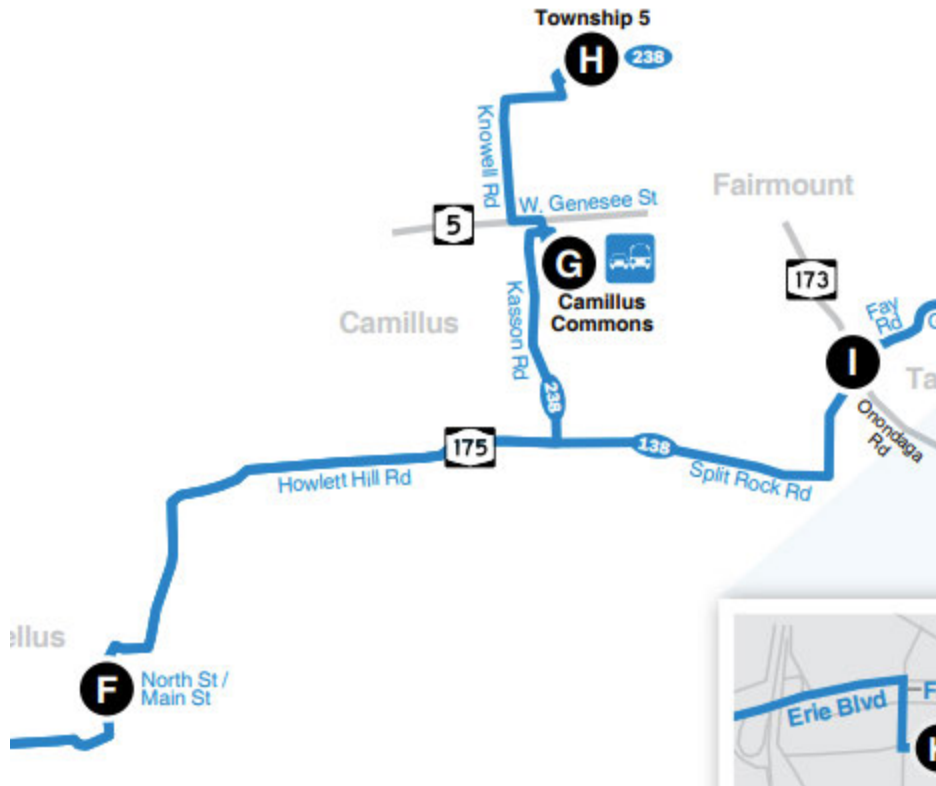 Township 5
H
238
Knowell Rd
Fairmount
W. Genesee St
5
G
173
Camillus
Commons
Kasson Rd
Camillus
Fay
Rd
I
238
Onondaga
Rd
175
138
Howlett Hill Rd
Split Rock Rd
F
North St /
Main St
Erie Blvd